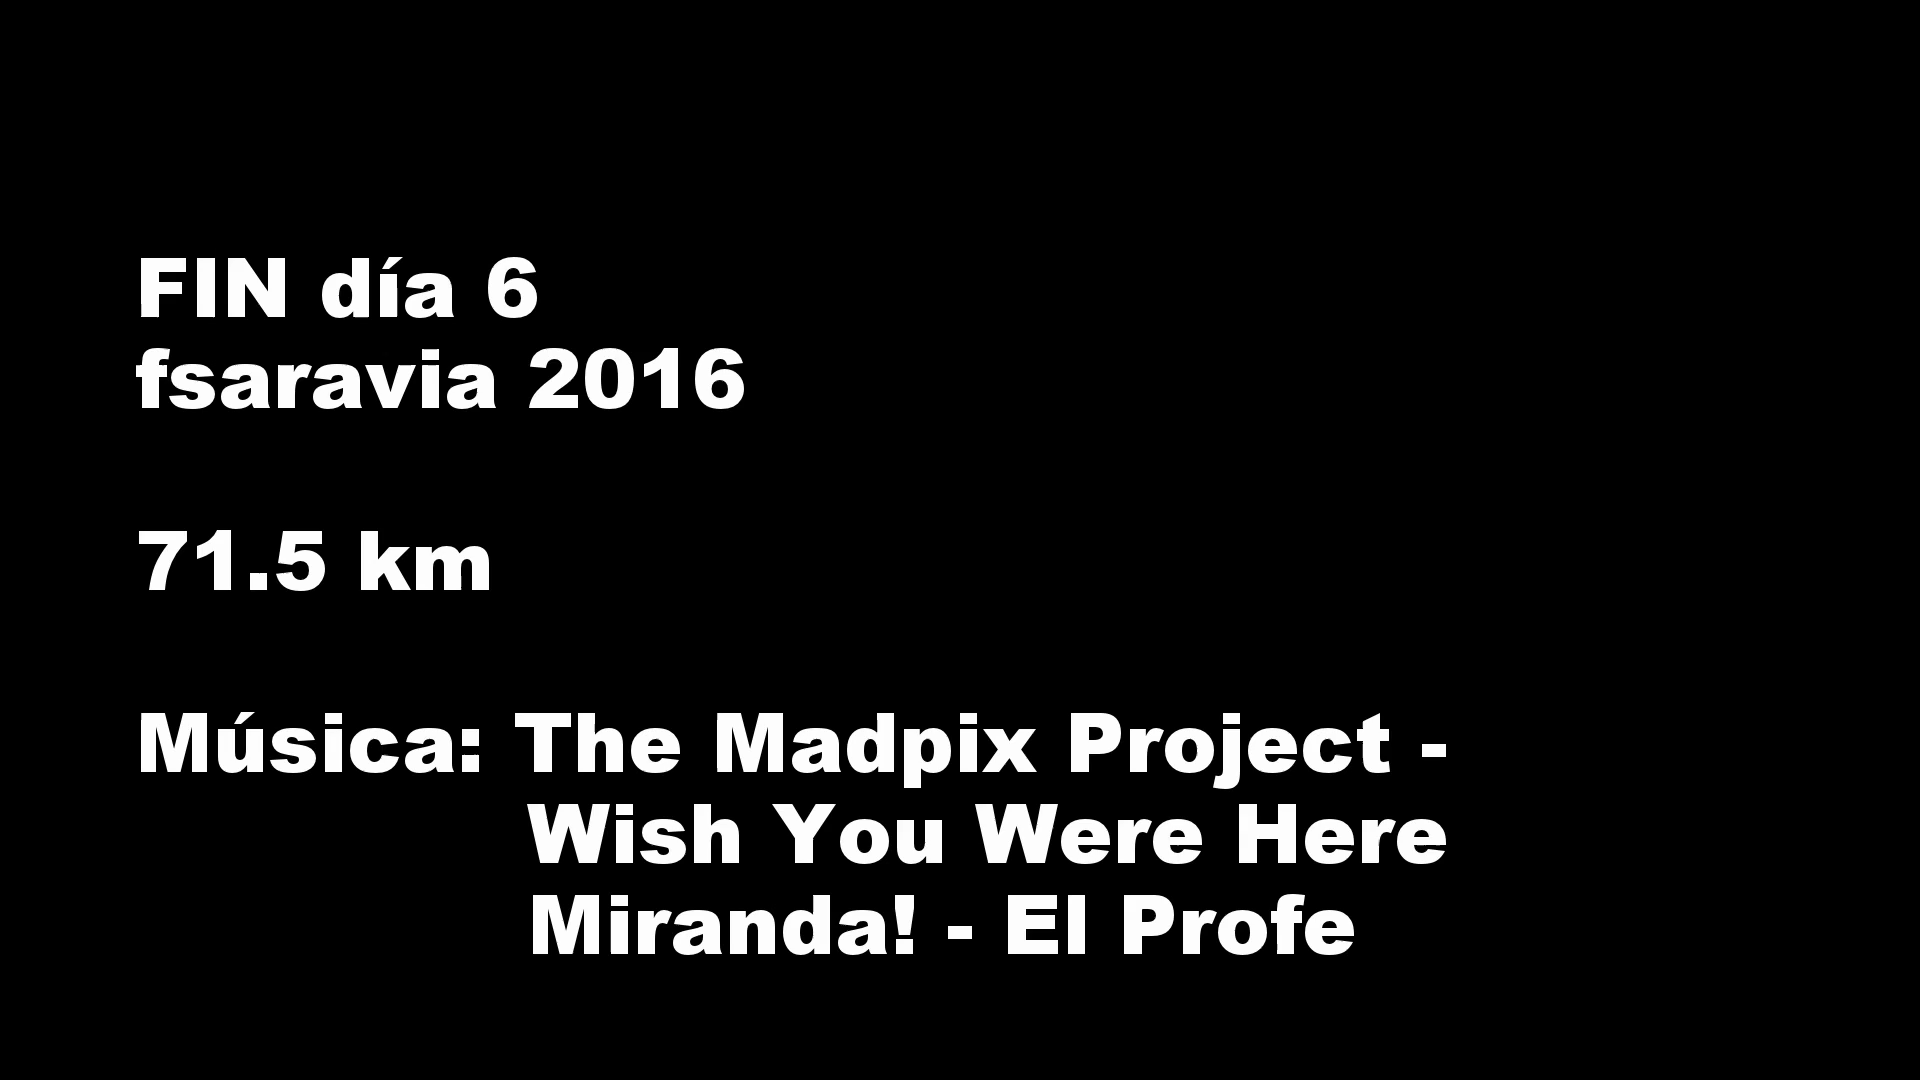 FIN día 6
fsaravia 2016
71.5 km
Música: The Madpix Project -
Wish You Were Here
Miranda! - El Profe